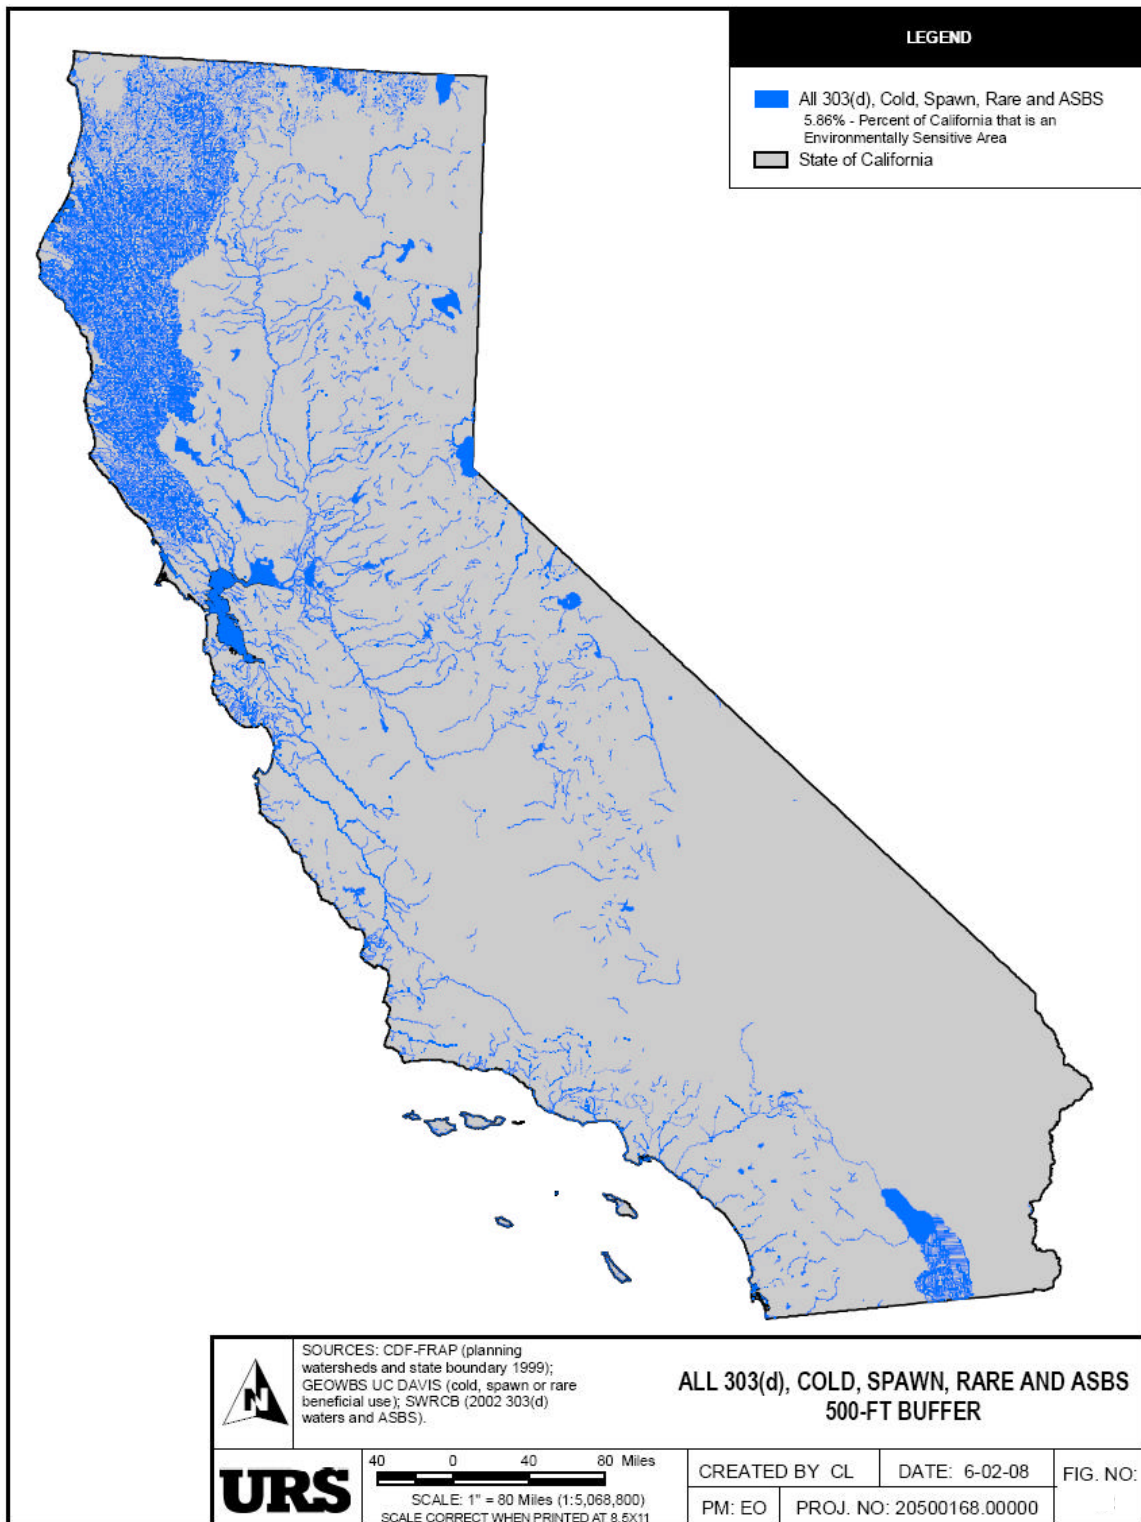 LEGEND
All 303(d), Cold, Spawn, Rare and ASBS
5.86% - Percent of California that is an
Environmentally Sensitive Area
State of California
N
SOURCES: CDF-FRAP (planning
watersheds and state boundary 1999);
GEOWBS UC DAVIS (cold, spawn or rare
beneficial use); SWRCB (2002 303(d)
waters and ASBS).
ALL 303(d), COLD, SPAWN, RARE AND ASBS
500-FT BUFFER
URS
40 0 40 80 Miles
SCALE: 1" = 80 Miles (1:5,068,800)
SCALE CORRECT WHEN PRINTED AT 8.5X11
CREATED BY CL
DATE: 6-02-08
FIG. NO:
PM: EO
PROJ. NO: 20500168.00000